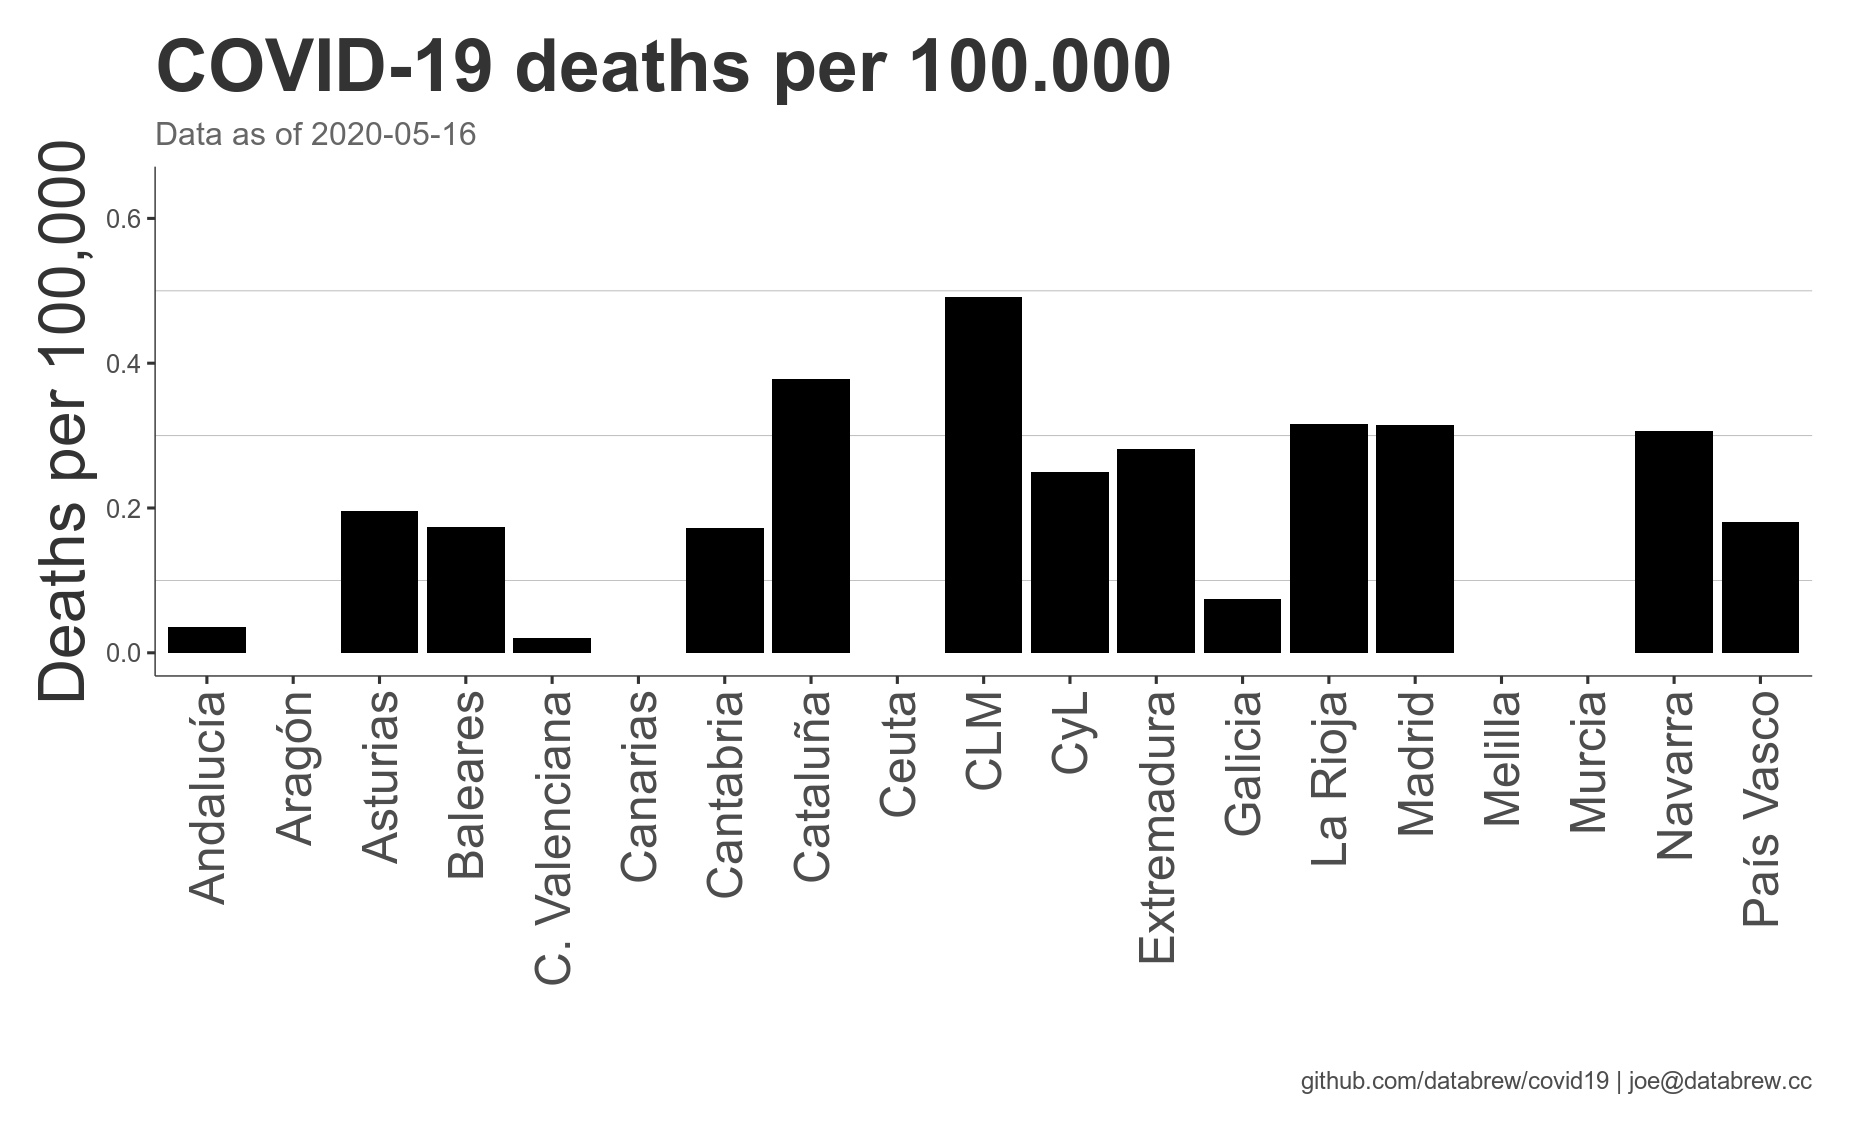 COVID-19 deaths per 100.000
Data as of 2020-05-16
Deaths per 100,000
0.6
0.4
0.2
0.0
Andalucía
Aragón
Asturias
Baleares
C. Valenciana
Canarias
Cantabria
Cataluña
Ceuta
CLM
CyL
Extremadura
Galicia
La Rioja
Madrid
Melilla
Murcia
Navarra
País Vasco
github.com/databrew/covid19 | joe@databrew.cc